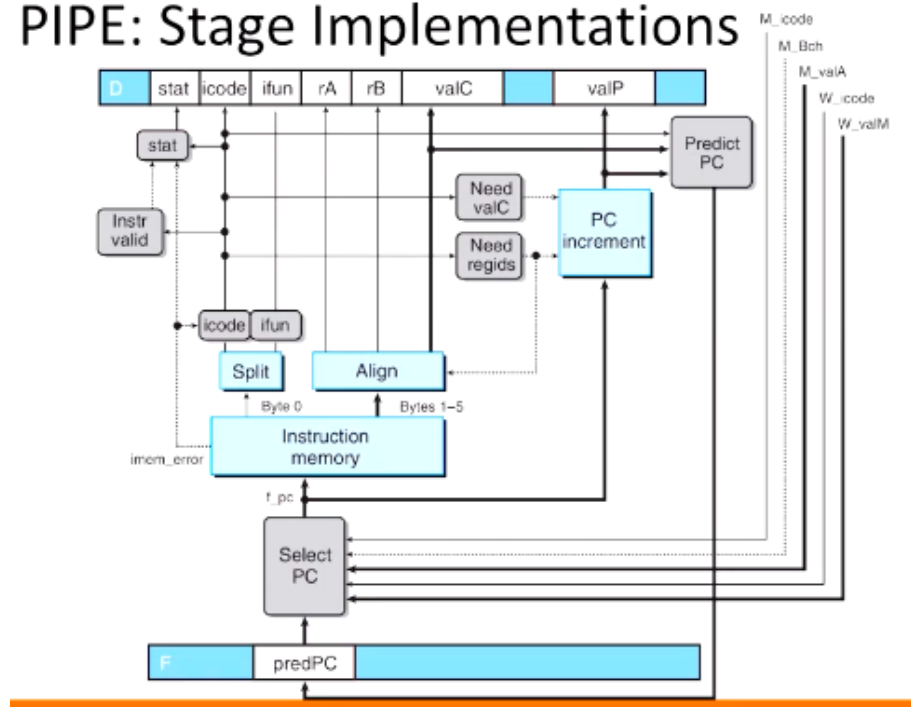 PIPE: Stage Implementations
M_icode
M_Bch
M_valA
W_icode
W_valM
D stat icode ifun rA rB valC valP
stat
Predict
PC
Need
valC
Instr
valid
PC
increment
Need
regids
icode ifun
Split
Align
Byte 0
Bytes 1–5
Instruction
memory
imem_error
f_pc
Select
PC
F predPC